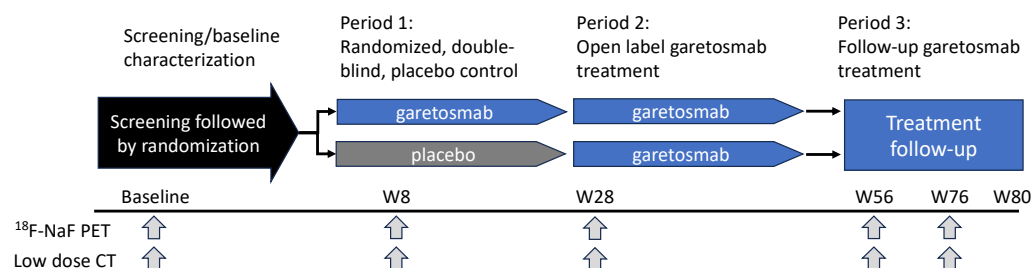 Screening/baseline
characterization
Period 1:
Randomized, double-
blind, placebo control
Period 2:
Open label garetosmab
treatment
Period 3:
Follow-up garetosmab
treatment
Screening followed
by randomization
garetosmab
placebo
garetosmab
garetosmab
Treatment
follow-up
Baseline W8 W28 W56 W76 W80
¹⁸F-NaF PET
Low dose CT